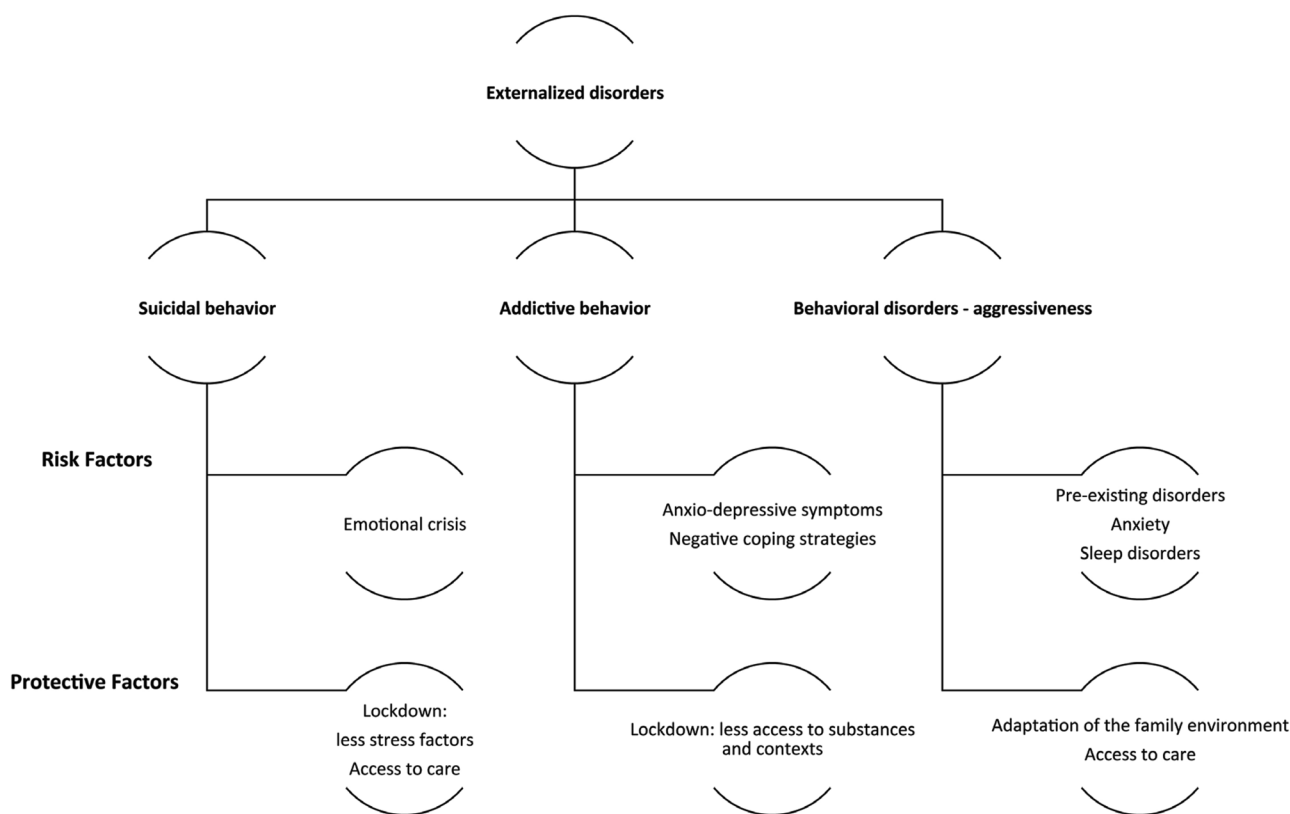 Externalized disorders
Suicidal behavior
Addictive behavior
Behavioral disorders - aggressiveness
Risk Factors
Emotional crisis
Anxio-depressive symptoms
Negative coping strategies
Pre-existing disorders
Anxiety
Sleep disorders
Protective Factors
Lockdown:
less stress factors
Access to care
Lockdown: less access to substances
and contexts
Adaptation of the family environment
Access to care